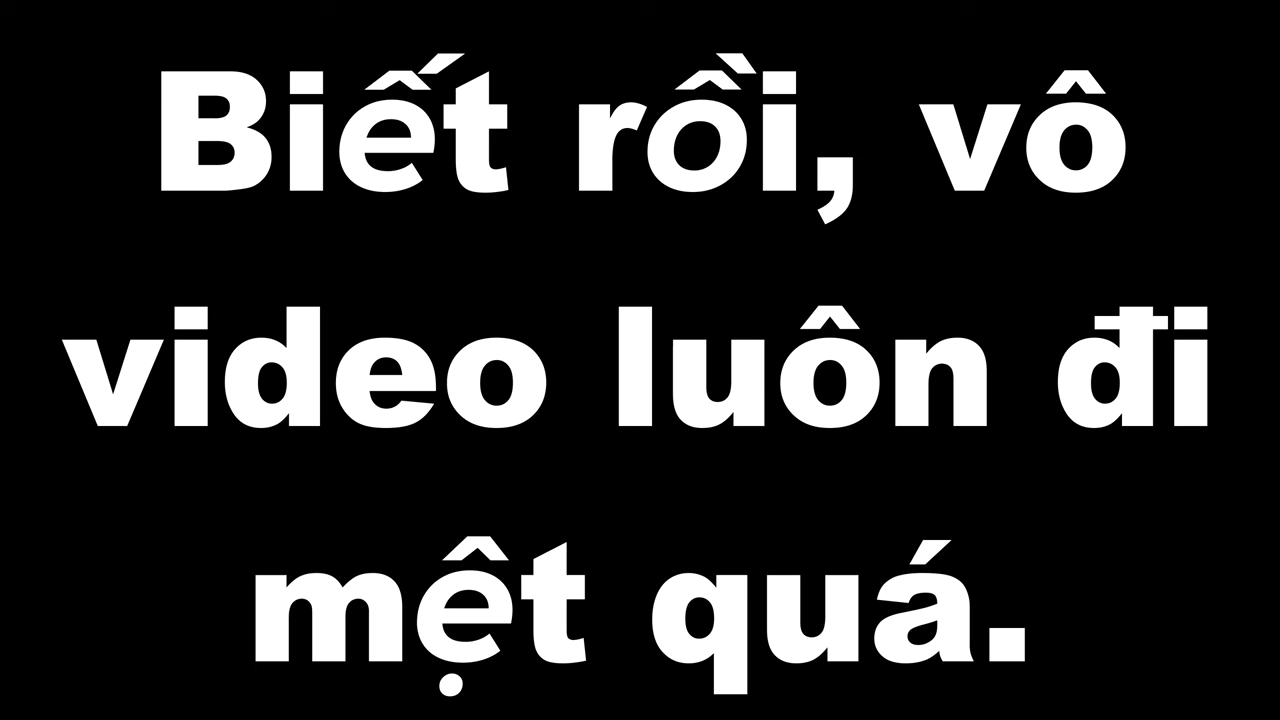 Biết rồi, vô
video luôn đi
mệt quá.